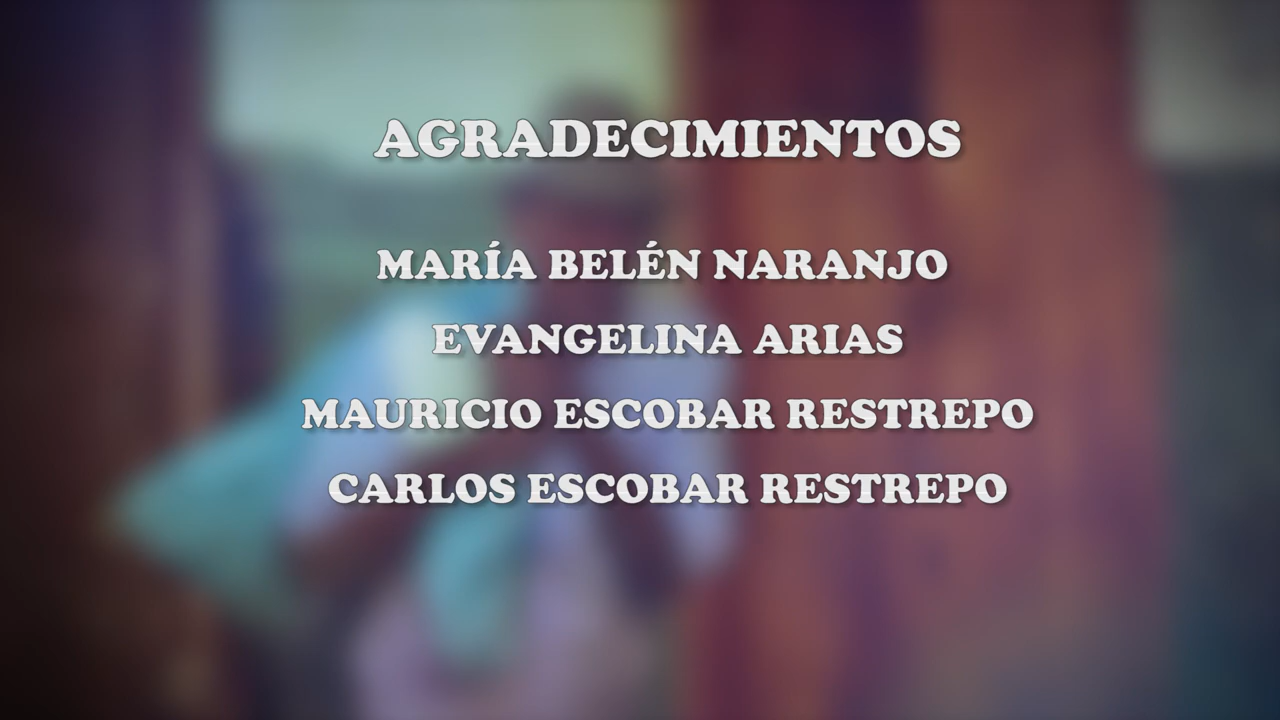 AGRADECIMIENTOS
MARÍA BELÉN NARANJO
EVANGELINA ARIAS
MAURICIO ESCOBAR RESTREPO
CARLOS ESCOBAR RESTREPO